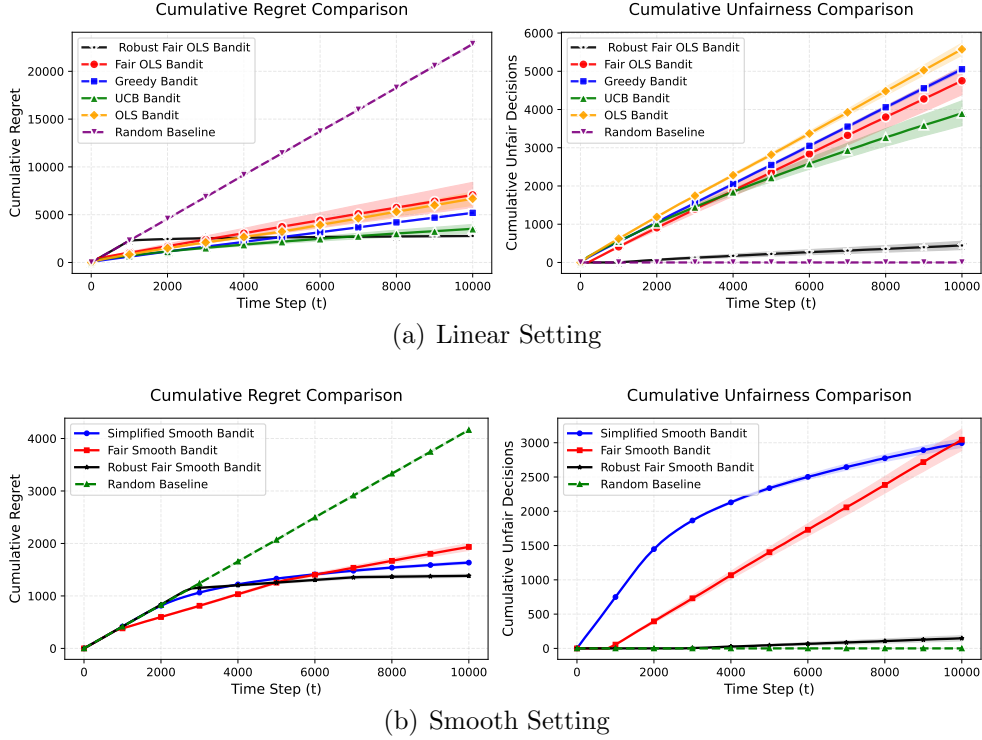 Cumulative Regret Comparison
Cumulative Regret
20000
15000
10000
5000
0
Robust Fair OLS Bandit
Fair OLS Bandit
Greedy Bandit
UCB Bandit
OLS Bandit
Random Baseline
0 2000 4000 6000 8000 10000
Time Step (t)
Cumulative Unfairness Comparison
Cumulative Unfair Decisions
6000
5000
4000
3000
2000
1000
0
Robust Fair OLS Bandit
Fair OLS Bandit
Greedy Bandit
UCB Bandit
OLS Bandit
Random Baseline
0 2000 4000 6000 8000 10000
Time Step (t)
(a) Linear Setting
Cumulative Regret Comparison
Cumulative Regret
4000
3000
2000
1000
0
Simplified Smooth Bandit
Fair Smooth Bandit
Robust Fair Smooth Bandit
Random Baseline
0 2000 4000 6000 8000 10000
Time Step (t)
Cumulative Unfairness Comparison
Cumulative Unfair Decisions
3000
2500
2000
1500
1000
500
0
Simplified Smooth Bandit
Fair Smooth Bandit
Robust Fair Smooth Bandit
Random Baseline
0 2000 4000 6000 8000 10000
Time Step (t)
(b) Smooth Setting